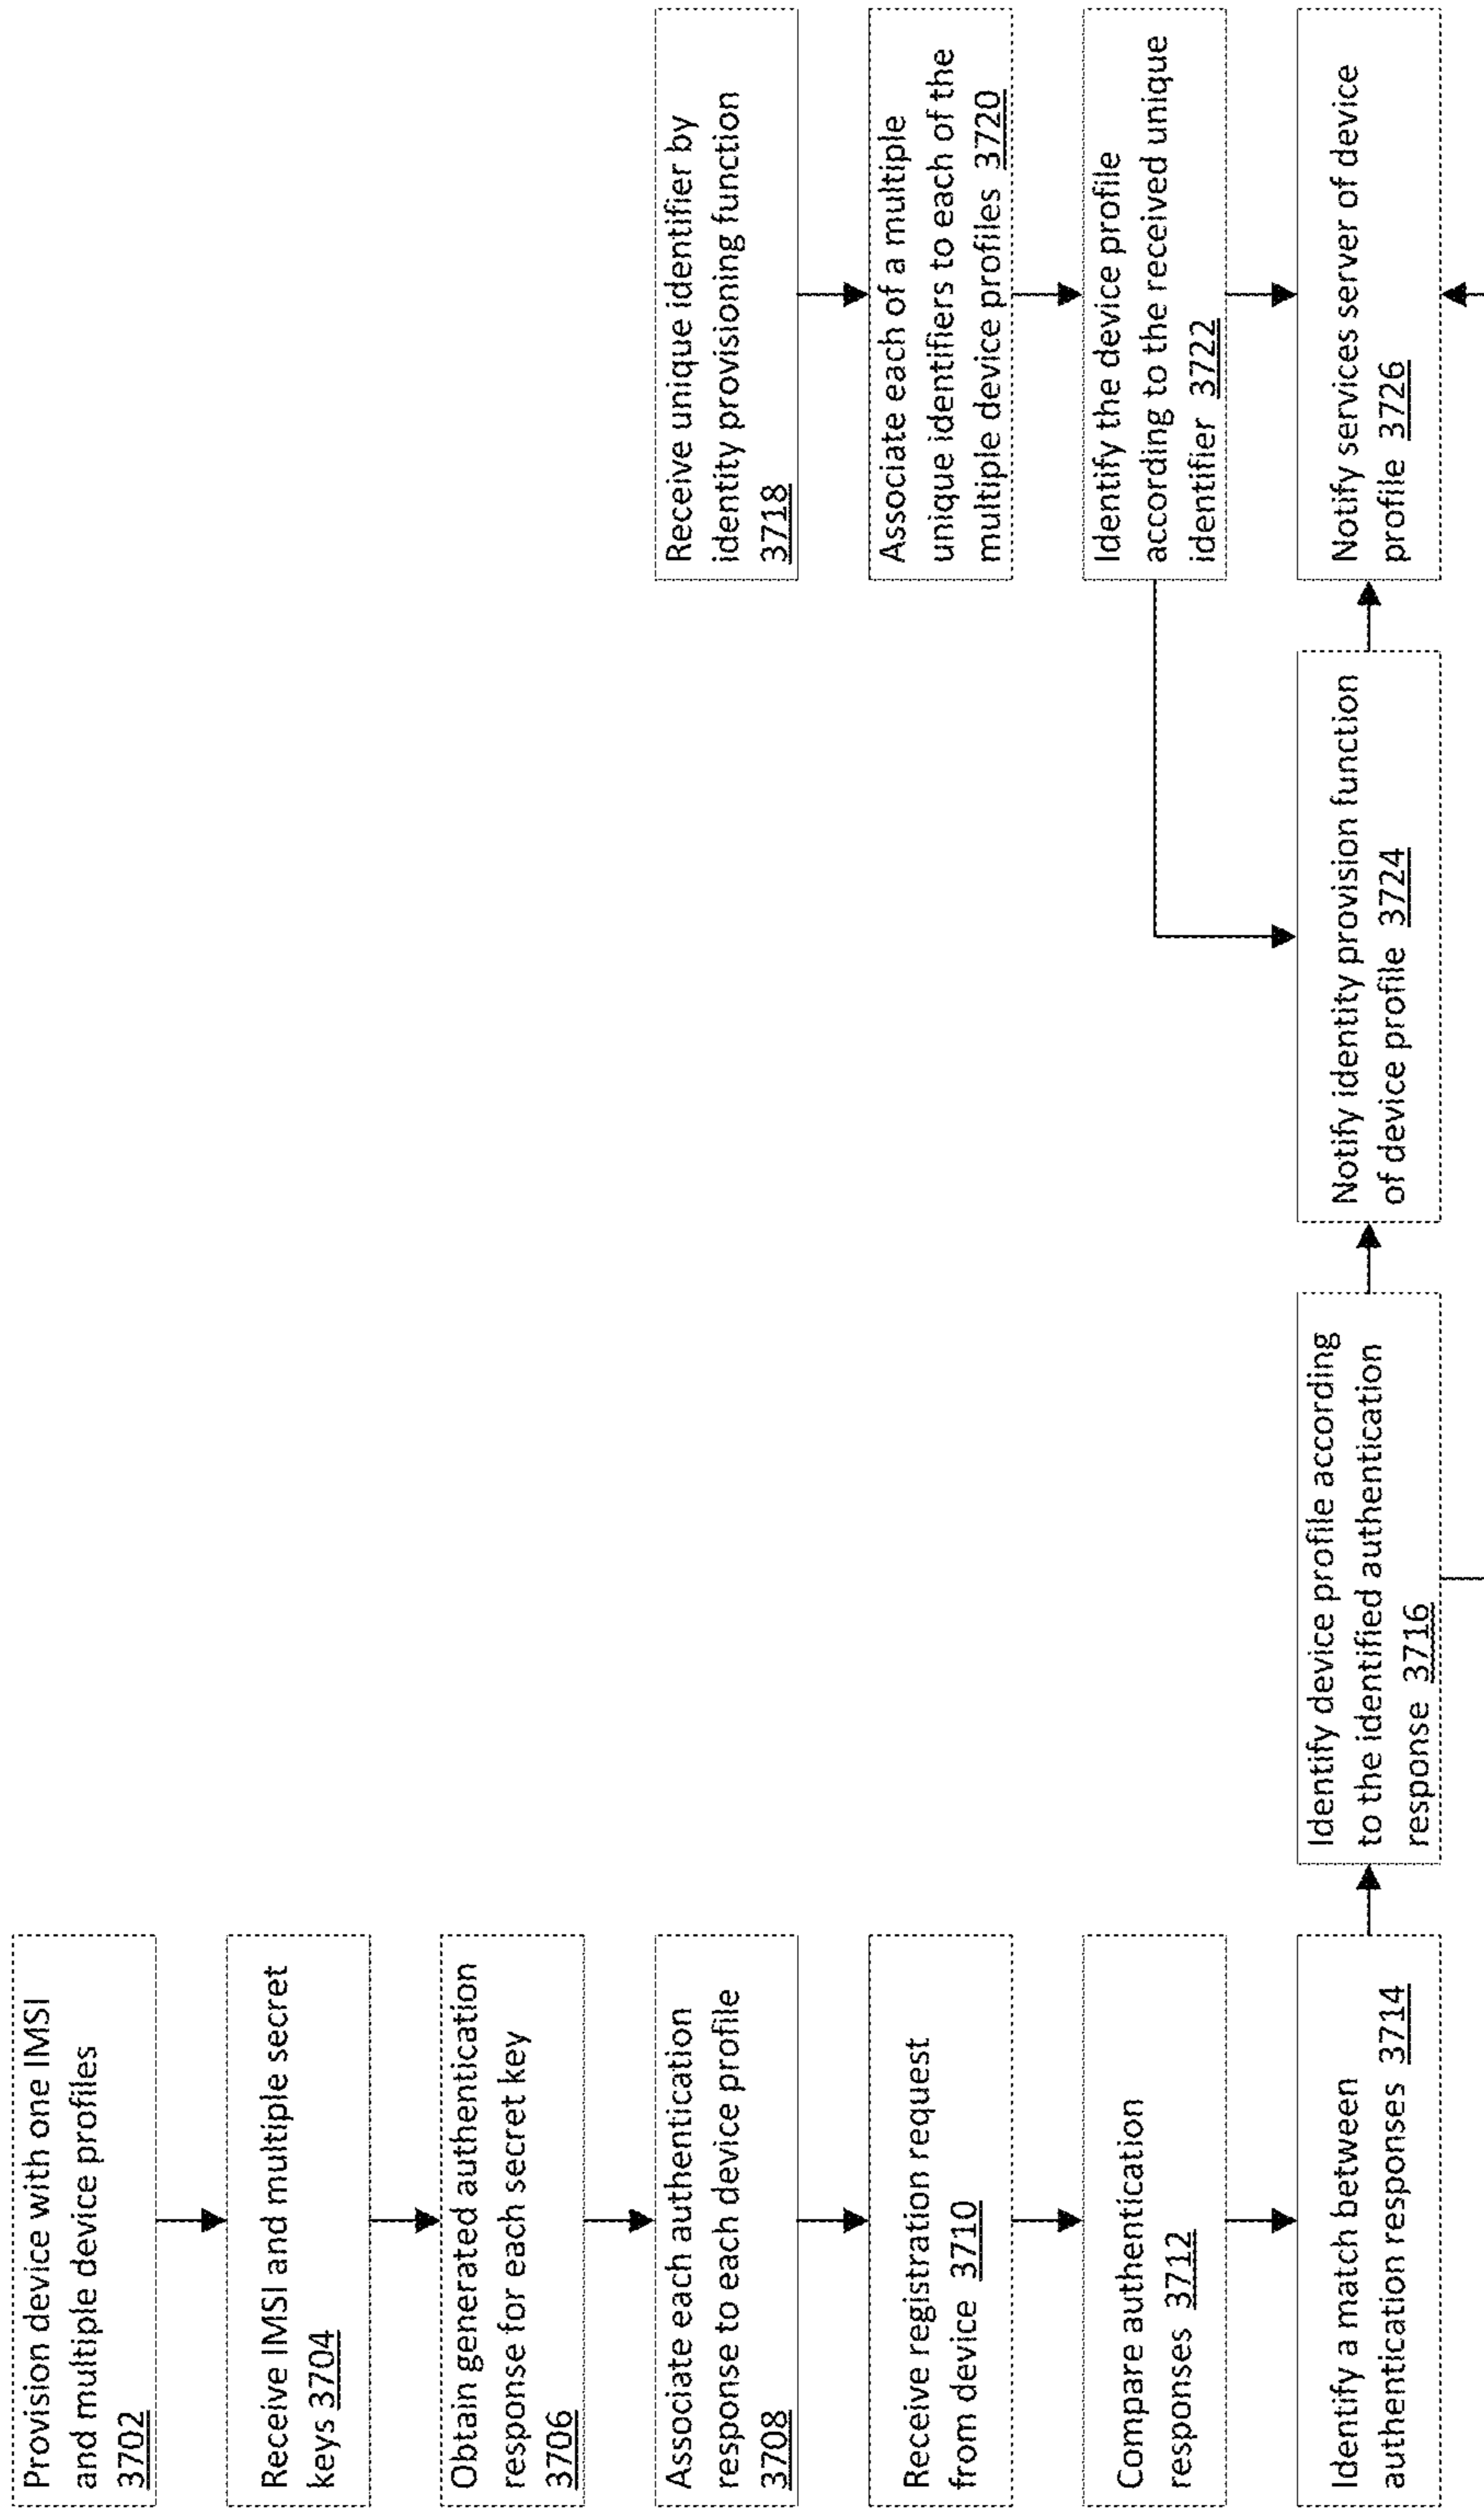 Provision device with one IMSI
and multiple device profiles
3702
Receive IMSI and multiple secret
keys 3704
Obtain generated authentication
response for each secret key
3706
Associate each authentication
response to each device profile
3708
Receive registration request
from device 3710
Compare authentication
responses 3712
Identify a match between
authentication responses 3714
Identify device profile according
to the identified authentication
response 3716
Notify identity provision function
of device profile 3724
Receive unique identifier by
identity provisioning function
3718
Associate each of a multiple
unique identifiers to each of the
multiple device profiles 3720
Identify the device profile
according to the received unique
identifier 3722
Notify services server of device
profile 3726